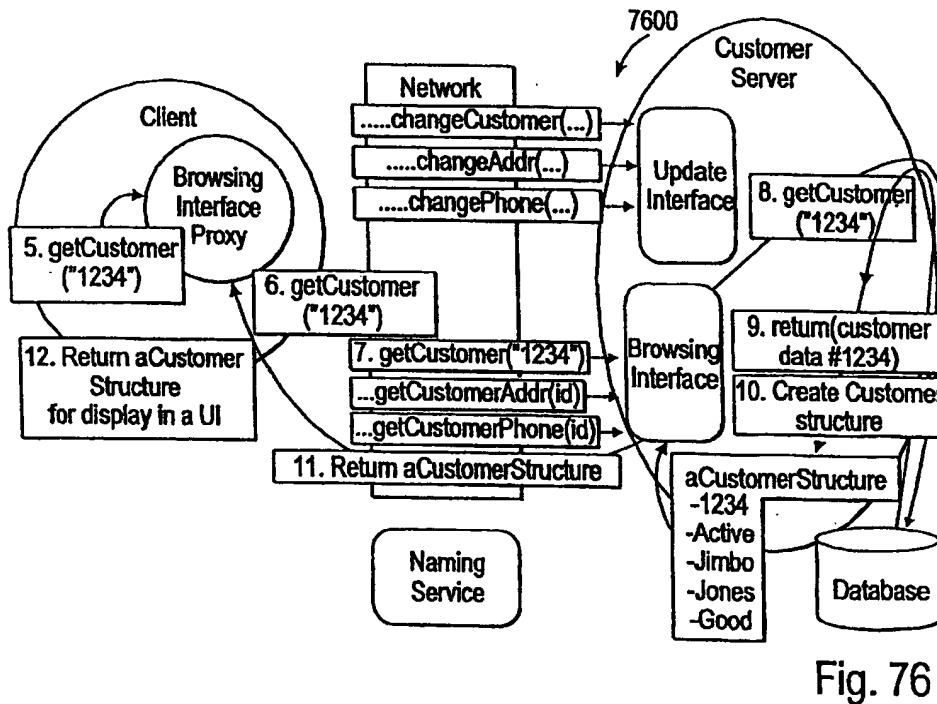 7600
Customer
Server
Network
Client
.....changeCustomer(...)
.....changeAddr(...)
.....changePhone(...)
Update
Interface
Browsing
Interface
Proxy
5. getCustomer
("1234")
6. getCustomer
("1234")
7. getCustomer("1234")
...getCustomerAddr(id)
...getCustomerPhone(id)
Browsing
Interface
8. getCustomer
("1234")
9. return(customer
data #1234)
10. Create Custome
structure
11. Return aCustomerStructure
12. Return aCustomer
Structure
for display in a UI
aCustomerStructure
-1234
-Active
-Jimbo
-Jones
-Good
Naming
Service
Database
Fig. 76